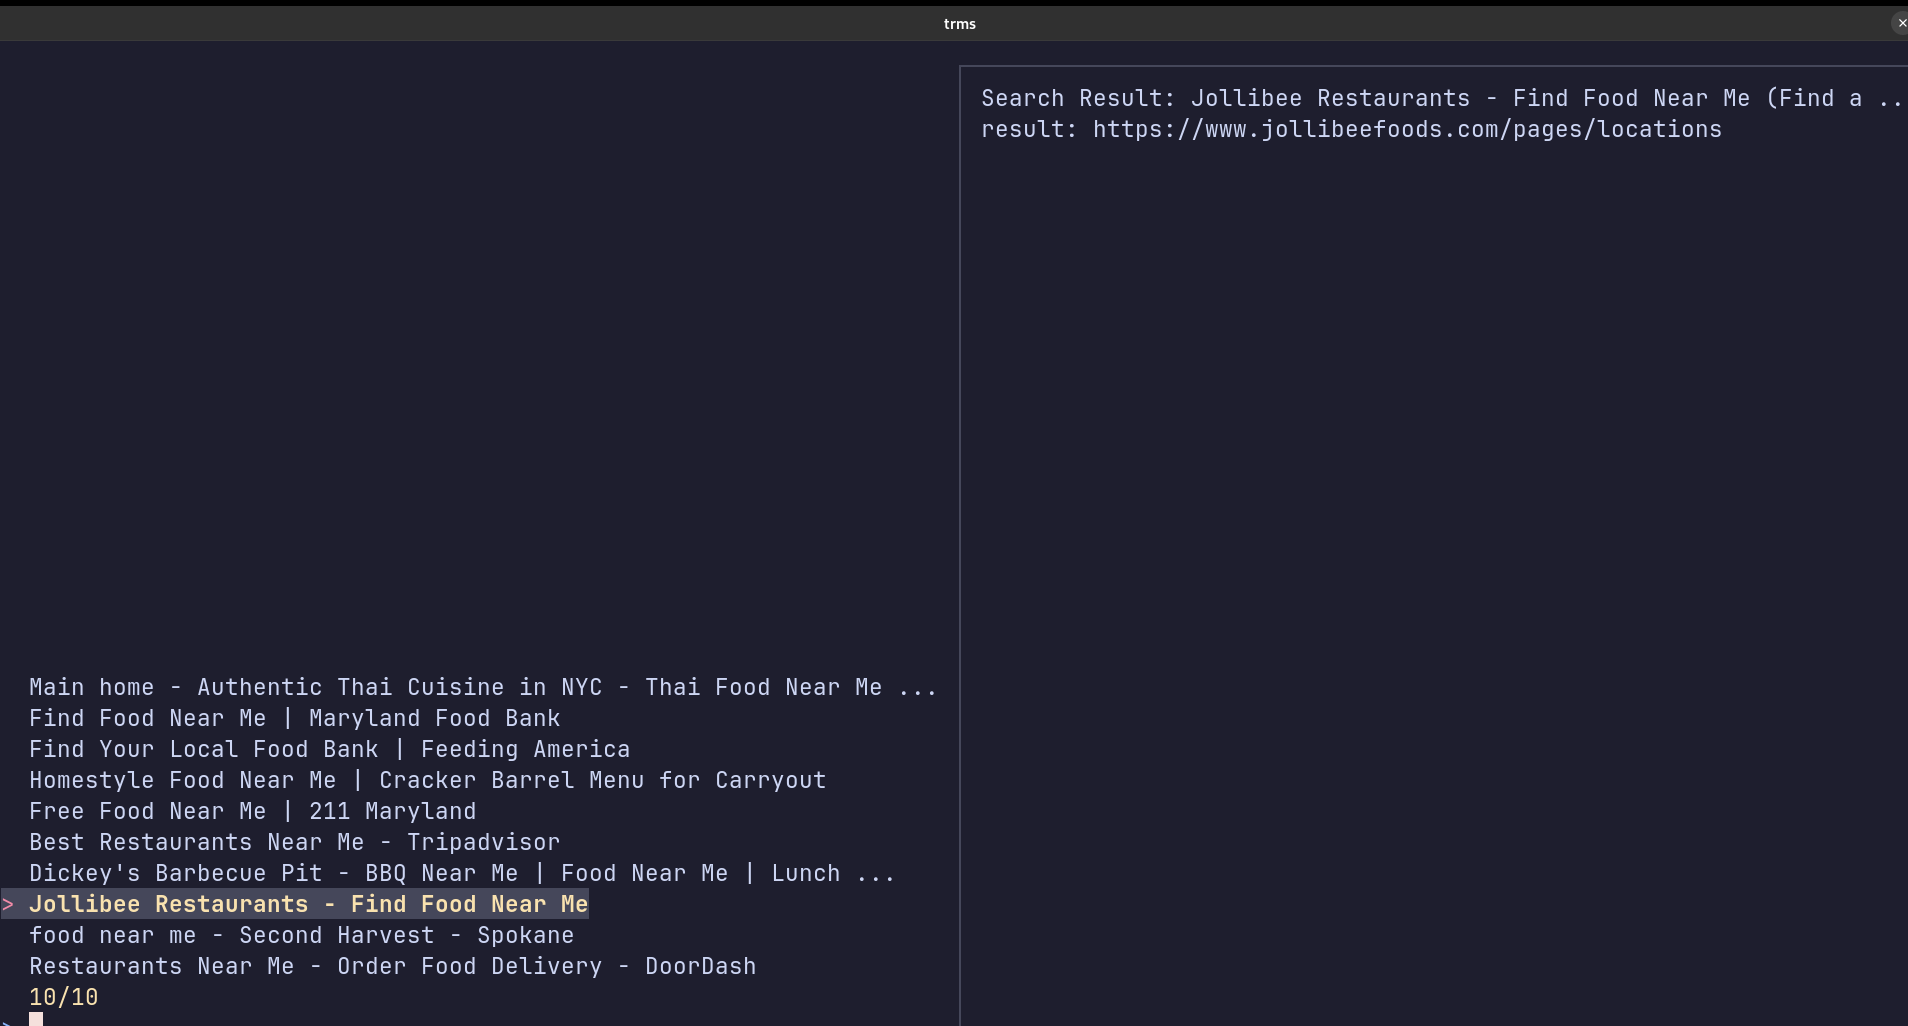 trms
Search Result: Jollibee Restaurants - Find Food Near Me (Find a ..
result: https://www.jollibeefoods.com/pages/locations
Main home - Authentic Thai Cuisine in NYC - Thai Food Near Me ...
Find Food Near Me | Maryland Food Bank
Find Your Local Food Bank | Feeding America
Homestyle Food Near Me | Cracker Barrel Menu for Carryout
Free Food Near Me | 211 Maryland
Best Restaurants Near Me - Tripadvisor
Dickey's Barbecue Pit - BBQ Near Me | Food Near Me | Lunch ...
> Jollibee Restaurants - Find Food Near Me
food near me - Second Harvest - Spokane
Restaurants Near Me - Order Food Delivery - DoorDash
10/10
>